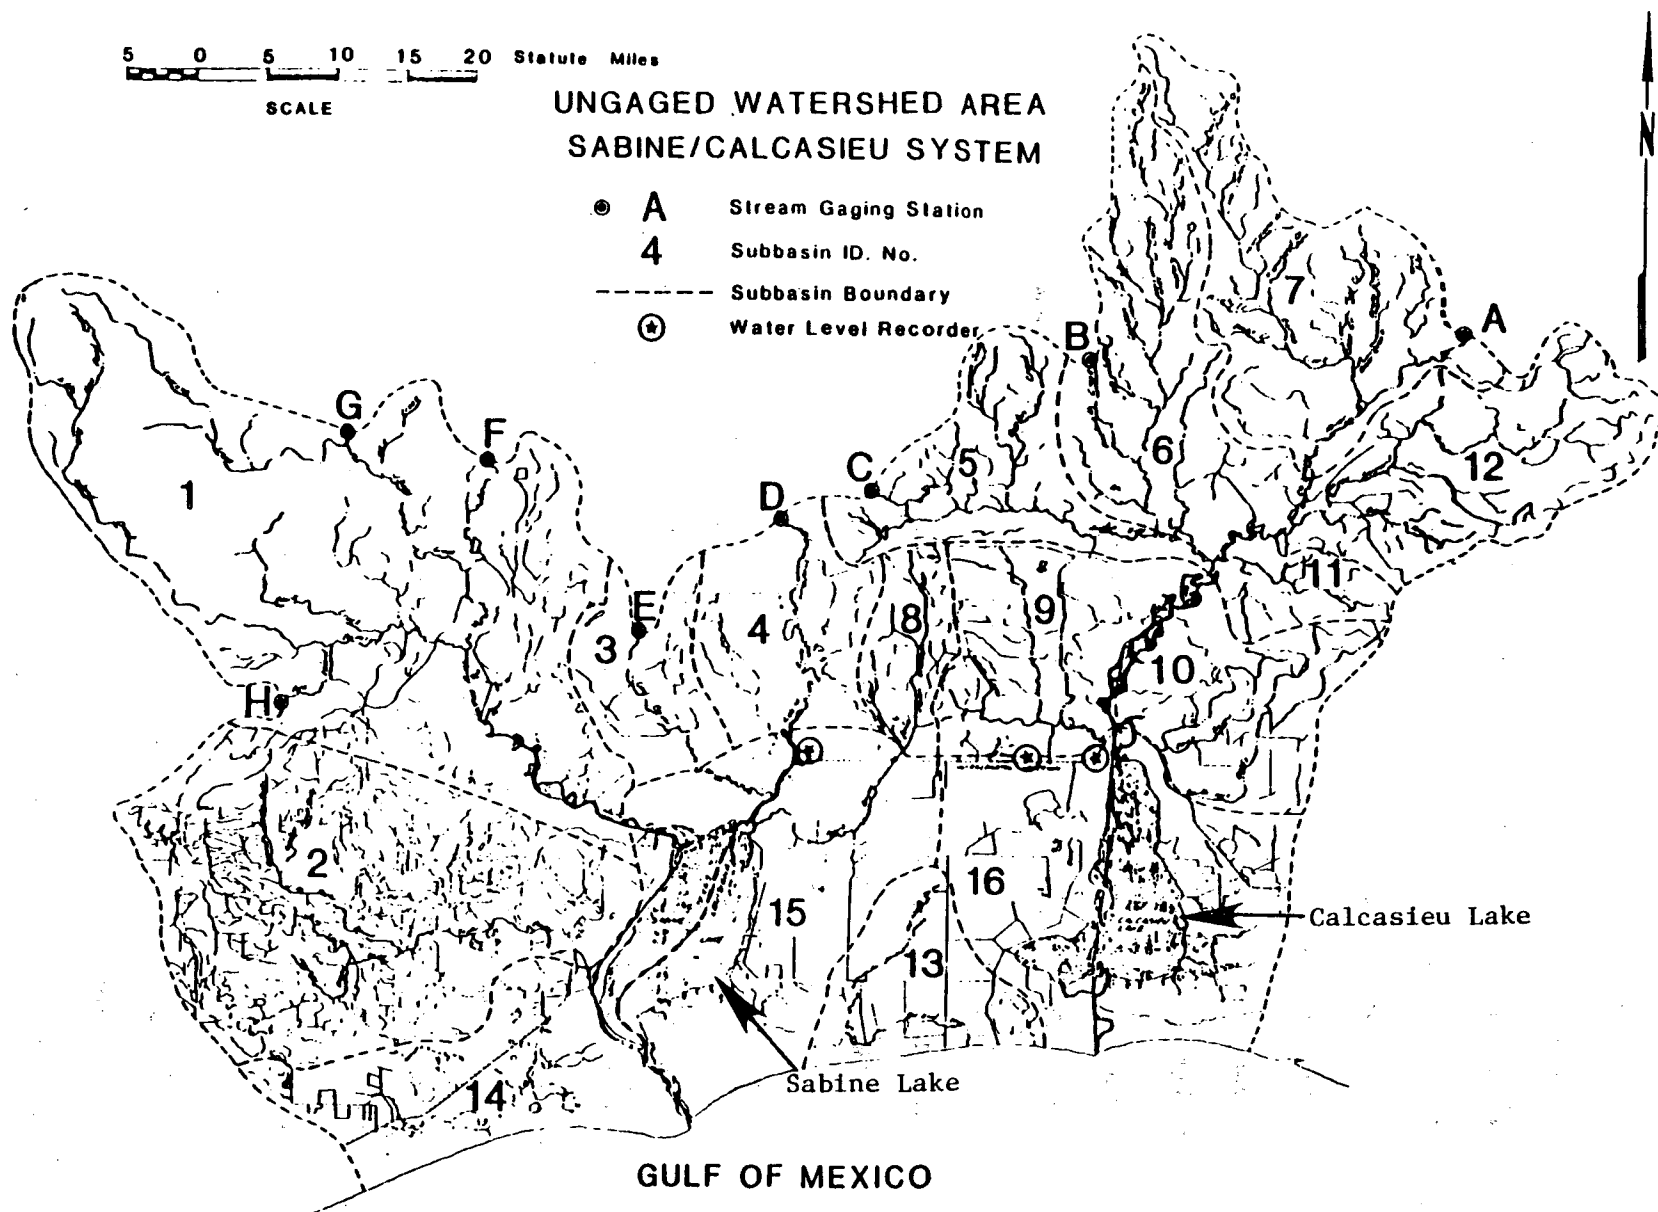 5 0 5 10 15 20 Statute Miles
SCALE
UNGAGED WATERSHED AREA
SABINE/CALCASIEU SYSTEM
A Stream Gaging Station
4 Subbasin ID. No.
Subbasin Boundary
Water Level Recorder
N
7
A
B
G
F
C
5
6
12
1
D
11
8
9
3
E
4
10
H
2
16
15
Calcasieu Lake
13
Sabine Lake
14
GULF OF MEXICO